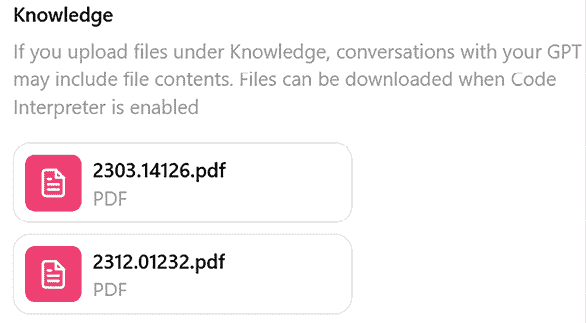 Knowledge
If you upload files under Knowledge, conversations with your GPT
may include file contents. Files can be downloaded when Code
Interpreter is enabled
2303.14126.pdf
PDF
2312.01232.pdf
PDF